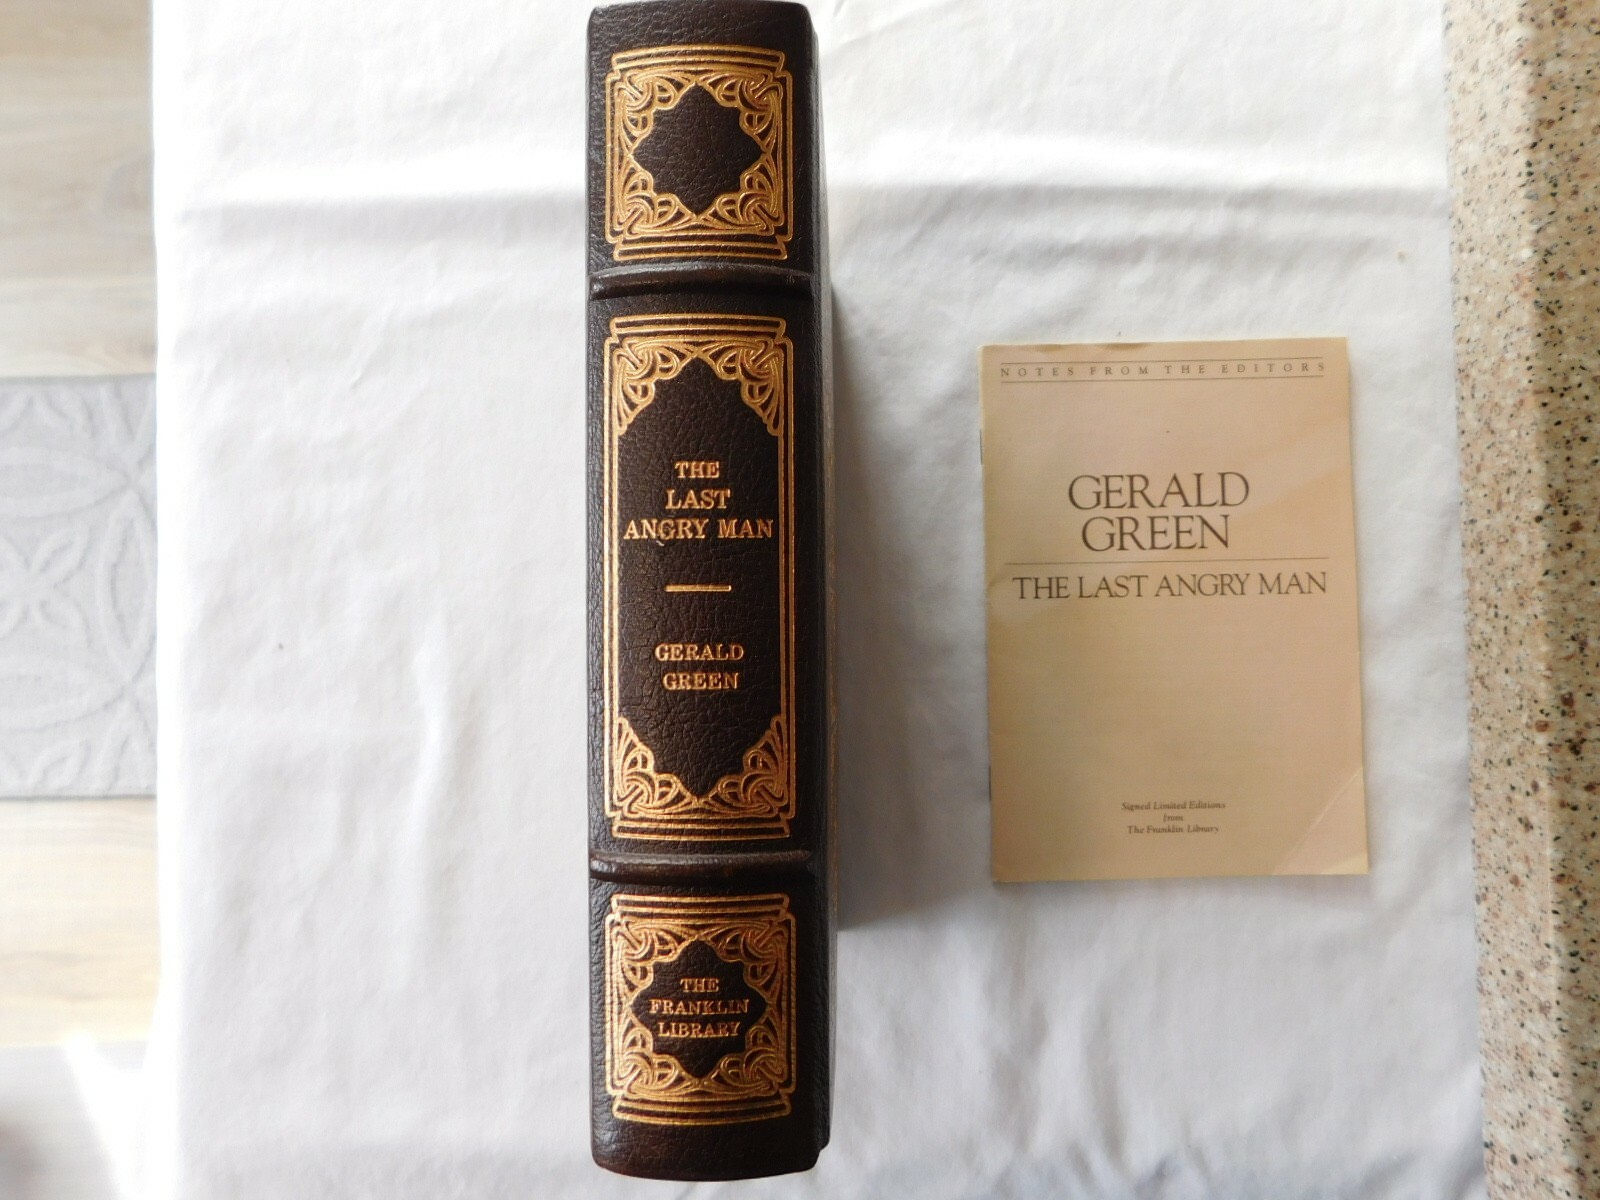 THE
LAST
ANGRY MAN
GERALD
GREEN
THE
FRANKLIN
LIBRARY
NOTES FROM THE EDITORS
GERALD
GREEN
THE LAST ANGRY MAN
Signed Limited Editions
from
The Franklin Library